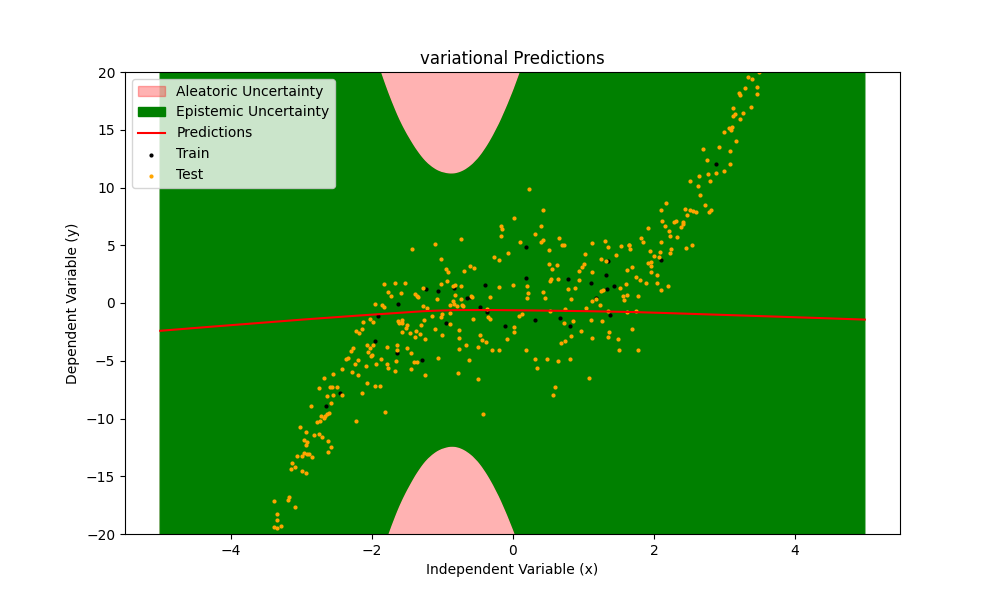 variational Predictions
Aleatoric Uncertainty
Epistemic Uncertainty
Predictions
Train
Test
20
15
10
5
0
−5
−10
−15
−20
Dependent Variable (y)
−4
−2
0
2
4
Independent Variable (x)